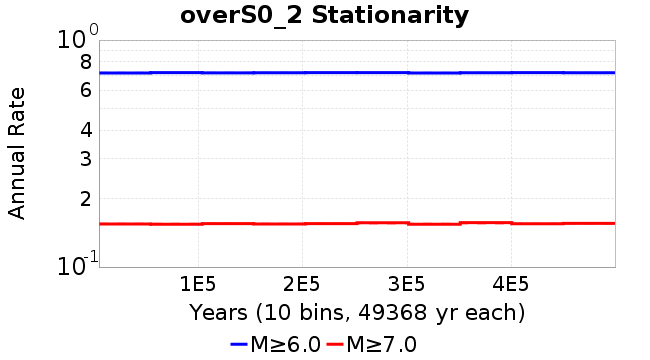 overS0_2 Stationarity
10^0
8
6
4
3
2
10^-1
Annual Rate
1E5 2E5 3E5 4E5
Years (10 bins, 49368 yr each)
M≥6.0 M≥7.0